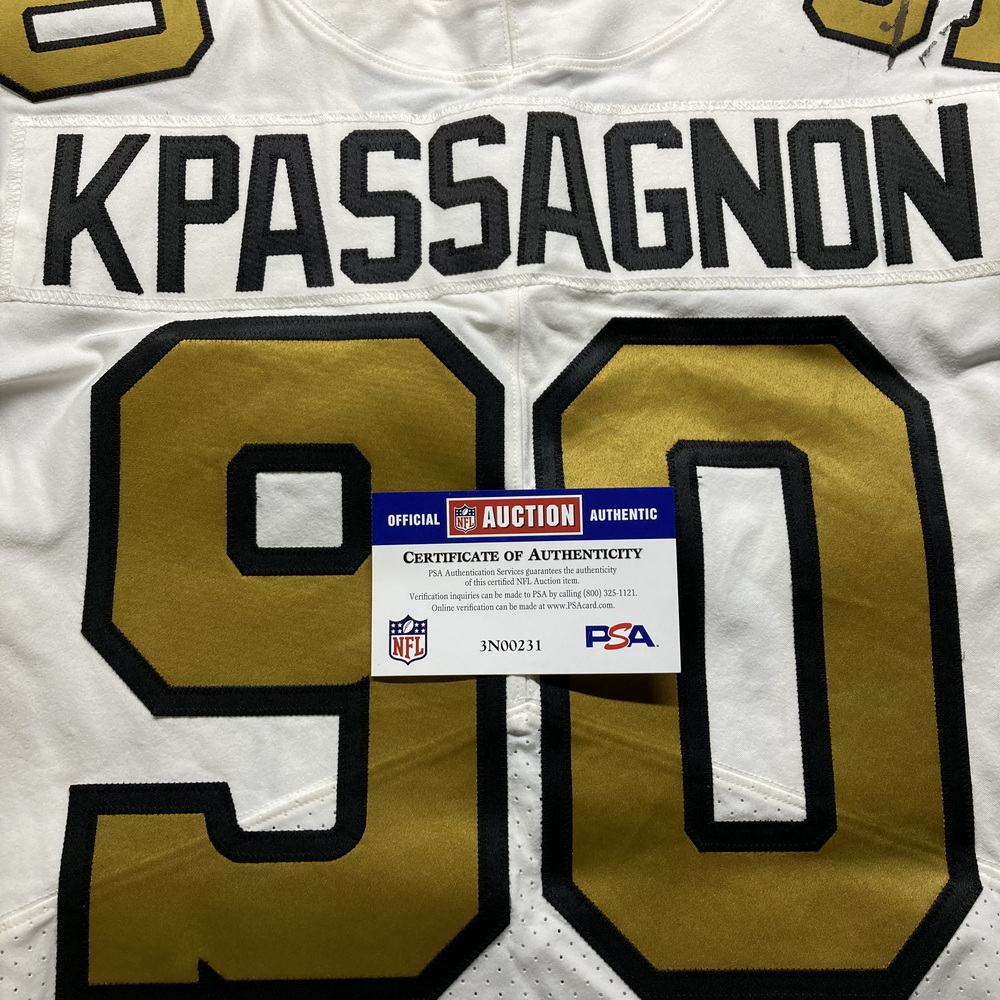 KPASSAGNON
90
OFFICIAL NFL AUCTION AUTHENTIC
CERTIFICATE OF AUTHENTICITY
PSA Authentication Services guarantees the authenticity
of this certified NFL Auction item.
Verification inquiries can be made to PSA by calling (800) 325-1121.
Online verification can be made at www.PSAcard.com.
NFL 3N00231 PSA